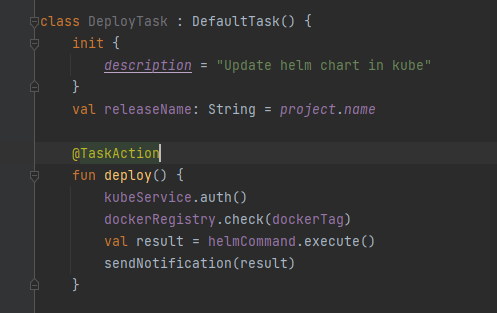 class DeployTask : DefaultTask() {
init {
description = "Update helm chart in kube"
}
val releaseName: String = project.name
@TaskAction
fun deploy() {
kubeService.auth()
dockerRegistry.check(dockerTag)
val result = helmCommand.execute()
sendNotification(result)
}